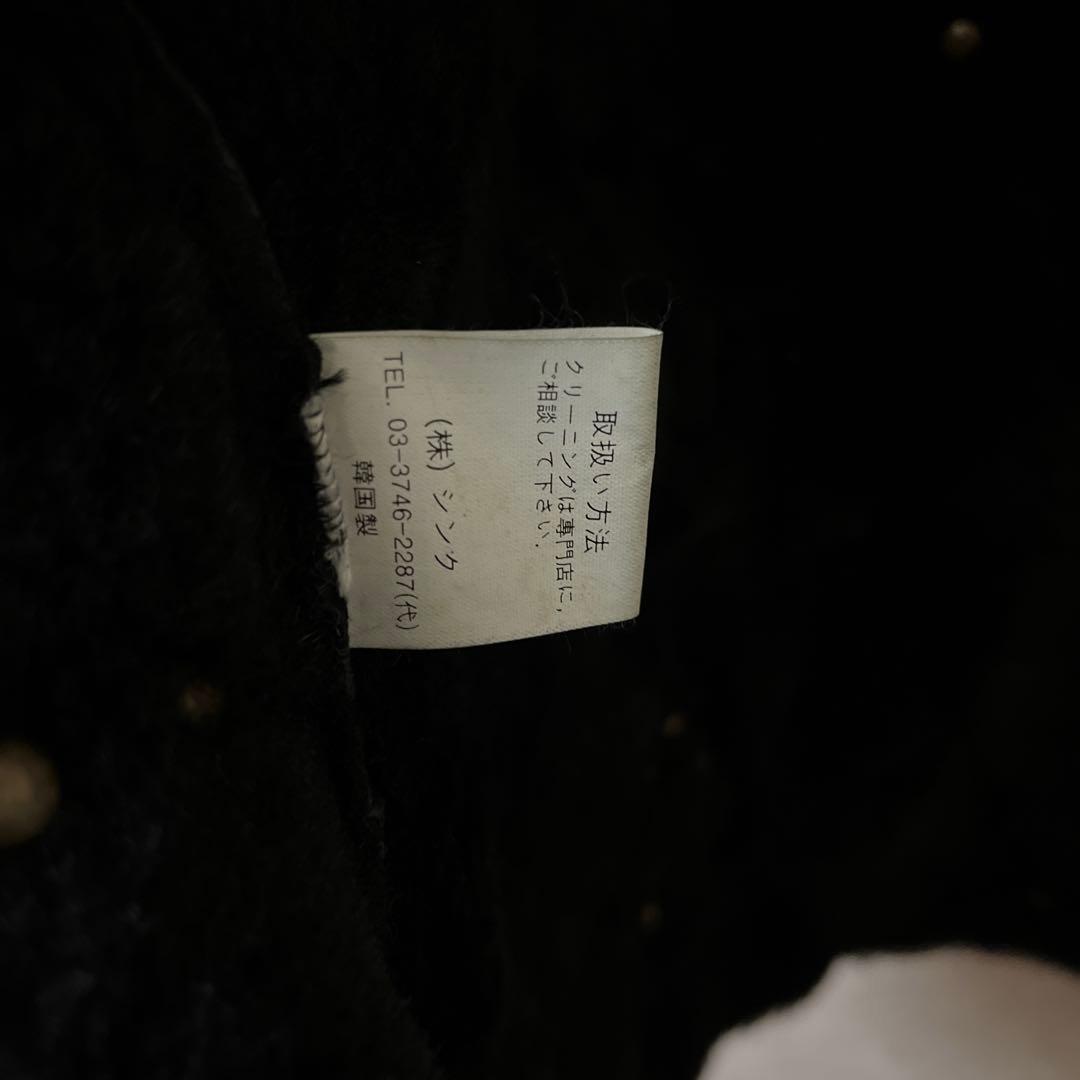 取扱い方法
クリーニングは専門店に,
ご相談して下さい.
(株) シンク
TEL. 03-3746-2287(代)
韓国製